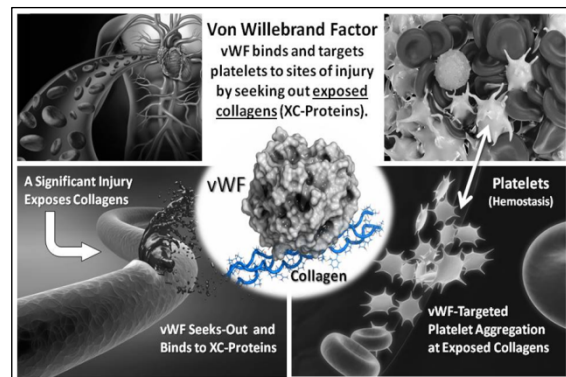 Von Willebrand Factor
vWF binds and targets
platelets to sites of injury
by seeking out exposed
collagens (XC-Proteins).
A Significant Injury
Exposes Collagens
vWF
Collagen
Platelets
(Hemostasis)
vWF Seeks-Out and
Binds to XC-Proteins
vWF-Targeted
Platelet Aggregation
at Exposed Collagens